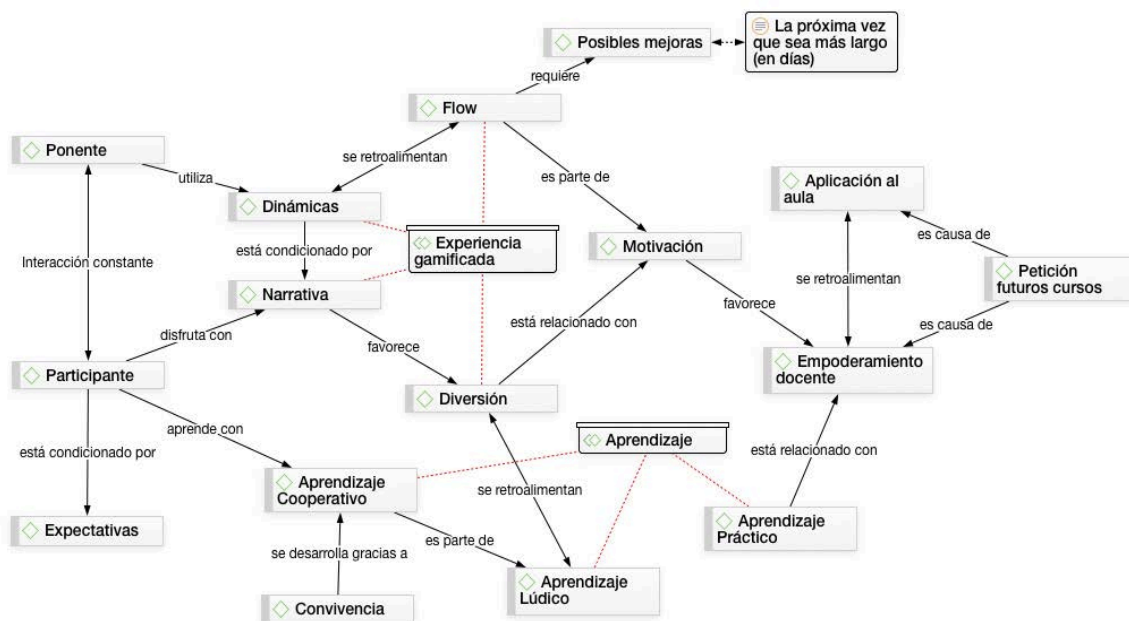 La próxima vez
que sea más largo
(en días)
Posibles mejoras
requiere
Flow
Ponente
se retroalimentan
utiliza
es parte de
Aplicación al
aula
Dinámicas
está condicionado por
Experiencia
gamificada
Motivación
es causa de
Interacción constante
se retroalimentan
Petición
futuros cursos
Narrativa
favorece
está relacionado con
es causa de
disfruta con
favorece
Empoderamiento
docente
Participante
Diversión
aprende con
Aprendizaje
está condicionado por
está relacionado con
Aprendizaje
Cooperativo
se retroalimentan
Expectativas
Aprendizaje
Práctico
es parte de
se desarrolla gracias a
Aprendizaje
Lúdico
Convivencia